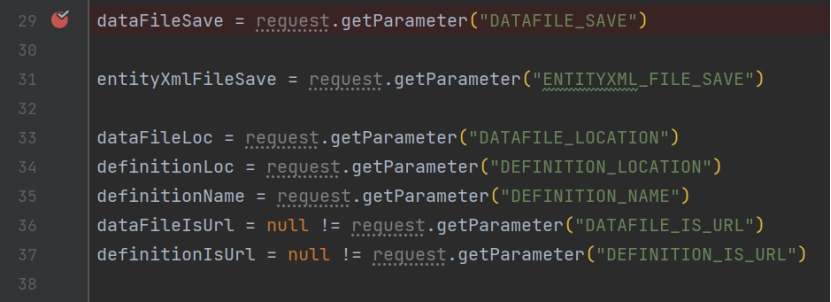 29 dataFileSave = request.getParameter("DATAFILE_SAVE")
30
31 entityXmlFileSave = request.getParameter("ENTITYXML_FILE_SAVE")
32
33 dataFileLoc = request.getParameter("DATAFILE_LOCATION")
34 definitionLoc = request.getParameter("DEFINITION_LOCATION")
35 definitionName = request.getParameter("DEFINITION_NAME")
36 dataFileIsUrl = null != request.getParameter("DATAFILE_IS_URL")
37 definitionIsUrl = null != request.getParameter("DEFINITION_IS_URL")
38